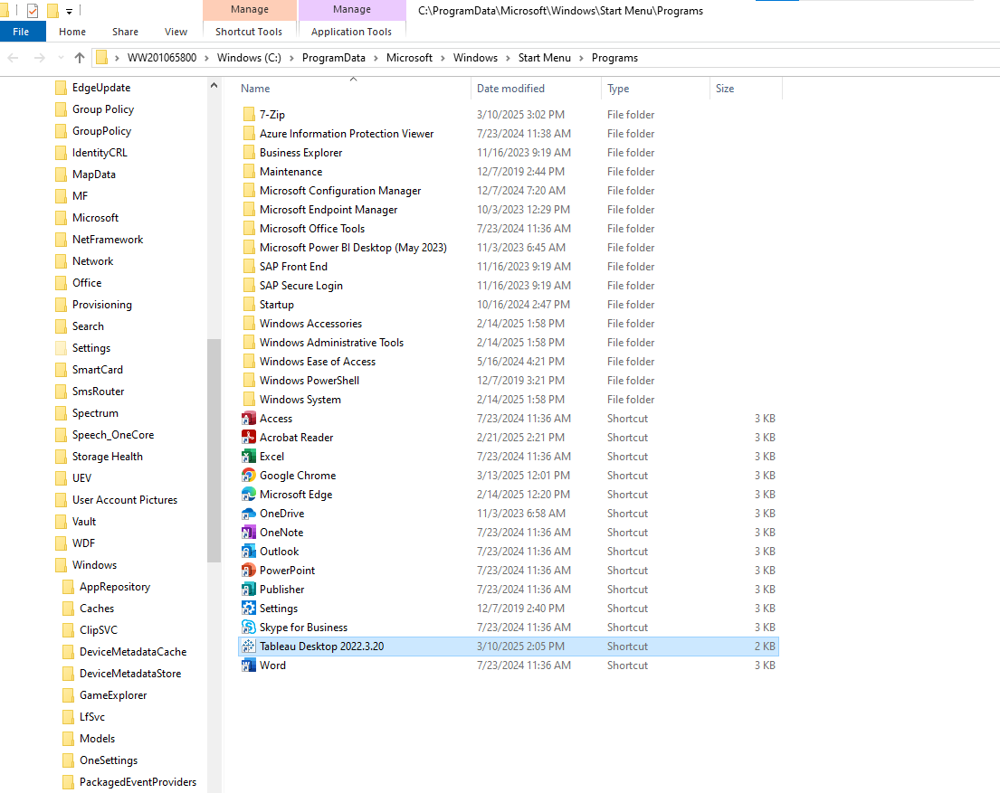 Manage Manage C:\ProgramData\Microsoft\Windows\Start Menu\Programs
File Home Share View Shortcut Tools Application Tools
WW201065800 > Windows (C:) > ProgramData > Microsoft > Windows > Start Menu > Programs
EdgeUpdate
Group Policy
GroupPolicy
IdentityCRL
MapData
MF
Microsoft
NetFramework
Network
Office
Provisioning
Search
Settings
SmartCard
SmsRouter
Spectrum
Speech_OneCore
Storage Health
UEV
User Account Pictures
Vault
WDF
Windows
AppRepository
Caches
ClipSVC
DeviceMetadataCache
DeviceMetadataStore
GameExplorer
LfSvc
Models
OneSettings
PackagedEventProviders
Name Date modified Type Size
7-Zip 3/10/2025 3:02 PM File folder
Azure Information Protection Viewer 7/23/2024 11:38 AM File folder
Business Explorer 11/16/2023 9:19 AM File folder
Maintenance 12/7/2019 2:44 PM File folder
Microsoft Configuration Manager 12/7/2024 7:20 AM File folder
Microsoft Endpoint Manager 10/3/2023 12:29 PM File folder
Microsoft Office Tools 7/23/2024 11:36 AM File folder
Microsoft Power BI Desktop (May 2023) 11/3/2023 6:45 AM File folder
SAP Front End 11/16/2023 9:19 AM File folder
SAP Secure Login 11/16/2023 9:19 AM File folder
Startup 10/16/2024 2:47 PM File folder
Windows Accessories 2/14/2025 1:58 PM File folder
Windows Administrative Tools 2/14/2025 1:58 PM File folder
Windows Ease of Access 5/16/2024 4:21 PM File folder
Windows PowerShell 12/7/2019 3:21 PM File folder
Windows System 2/14/2025 1:58 PM File folder
Access 7/23/2024 11:36 AM Shortcut 3 KB
Acrobat Reader 2/21/2025 2:21 PM Shortcut 3 KB
Excel 7/23/2024 11:36 AM Shortcut 3 KB
Google Chrome 3/13/2025 12:01 PM Shortcut 3 KB
Microsoft Edge 2/14/2025 12:20 PM Shortcut 3 KB
OneDrive 11/3/2023 6:58 AM Shortcut 3 KB
OneNote 7/23/2024 11:36 AM Shortcut 3 KB
Outlook 7/23/2024 11:36 AM Shortcut 3 KB
PowerPoint 7/23/2024 11:36 AM Shortcut 3 KB
Publisher 7/23/2024 11:36 AM Shortcut 3 KB
Settings 12/7/2019 2:40 PM Shortcut 3 KB
Skype for Business 7/23/2024 11:36 AM Shortcut 3 KB
Tableau Desktop 2022.3.20 3/10/2025 2:05 PM Shortcut 2 KB
Word 7/23/2024 11:36 AM Shortcut 3 KB